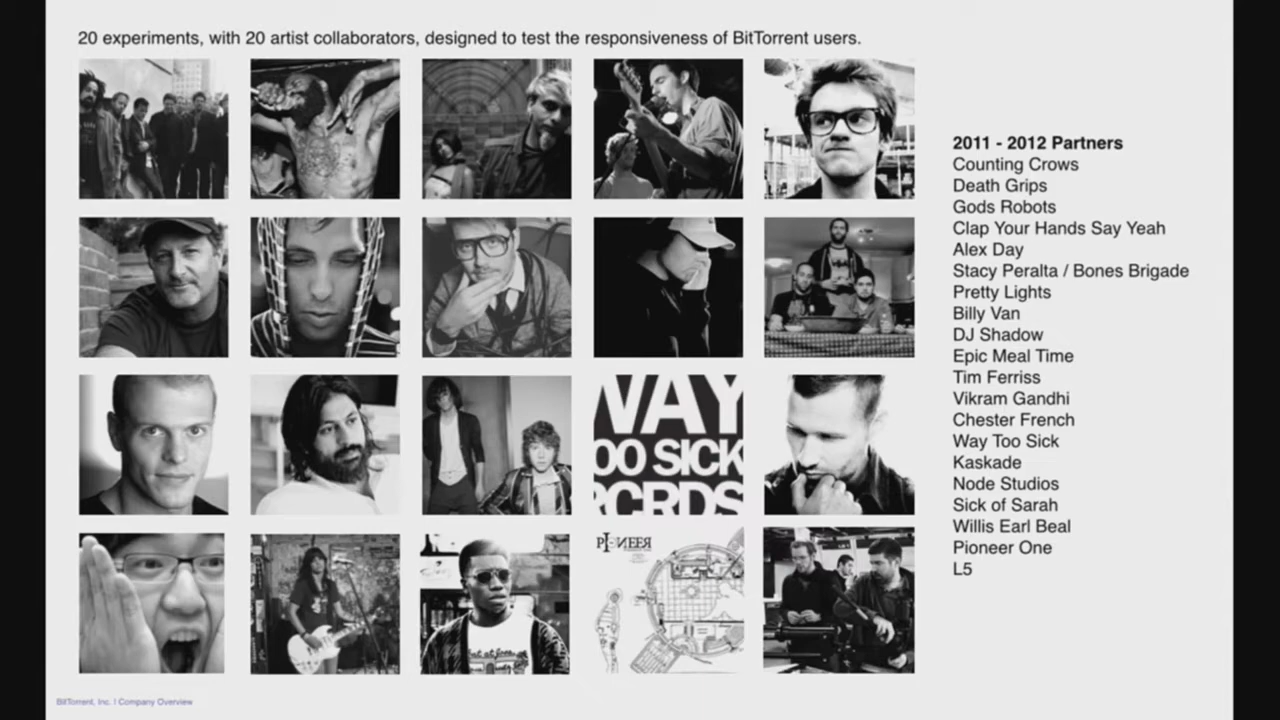 20 experiments, with 20 artist collaborators, designed to test the responsiveness of BitTorrent users.
2011 - 2012 Partners
Counting Crows
Death Grips
Gods Robots
Clap Your Hands Say Yeah
Alex Day
Stacy Peralta / Bones Brigade
Pretty Lights
Billy Van
DJ Shadow
Epic Meal Time
Tim Ferriss
Vikram Gandhi
Chester French
Way Too Sick
Kaskade
Node Studios
Sick of Sarah
Willis Earl Beal
Pioneer One
L5
WAY
OO SICK
RCRDS
PIONEER
BitTorrent, Inc. | Company Overview